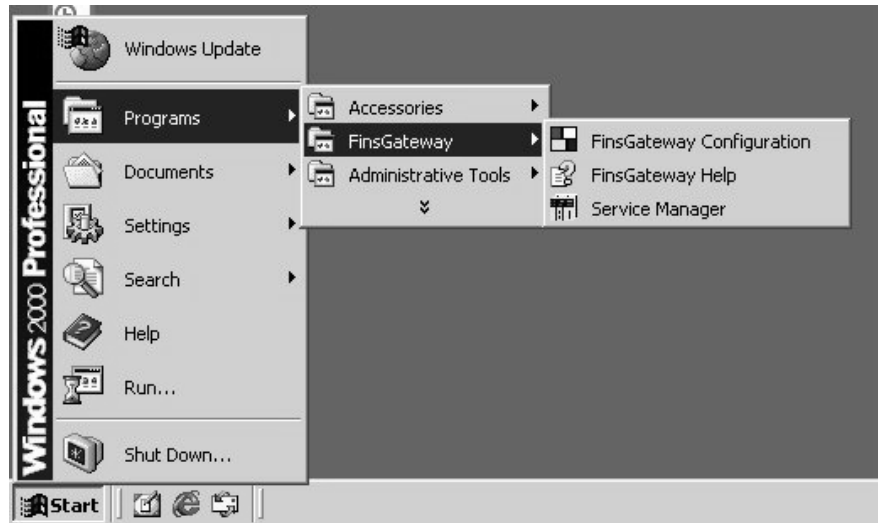 Windows Update
Programs
Documents
Settings
Search
Help
Run...
Shut Down...
Windows 2000 Professional
Accessories
FinsGateway
Administrative Tools
FinsGateway Configuration
FinsGateway Help
Service Manager
Start